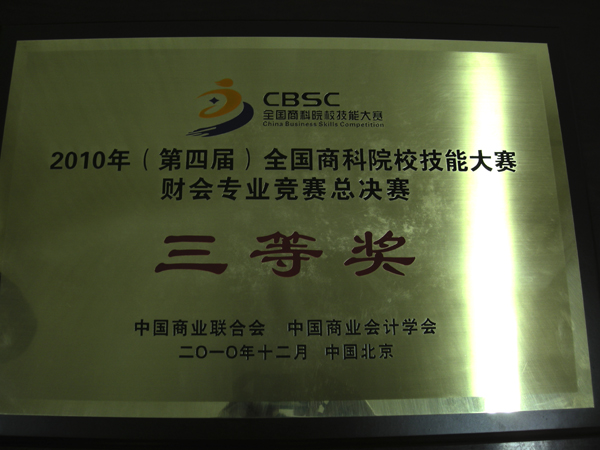 CBSC
全国商科院校技能大赛
China Business Skills Competition
2010年（第四届）全国商科院校技能大赛
财会专业竞赛总决赛
三等奖
中国商业联合会 中国商业会计学会
二〇一〇年十二月 中国北京